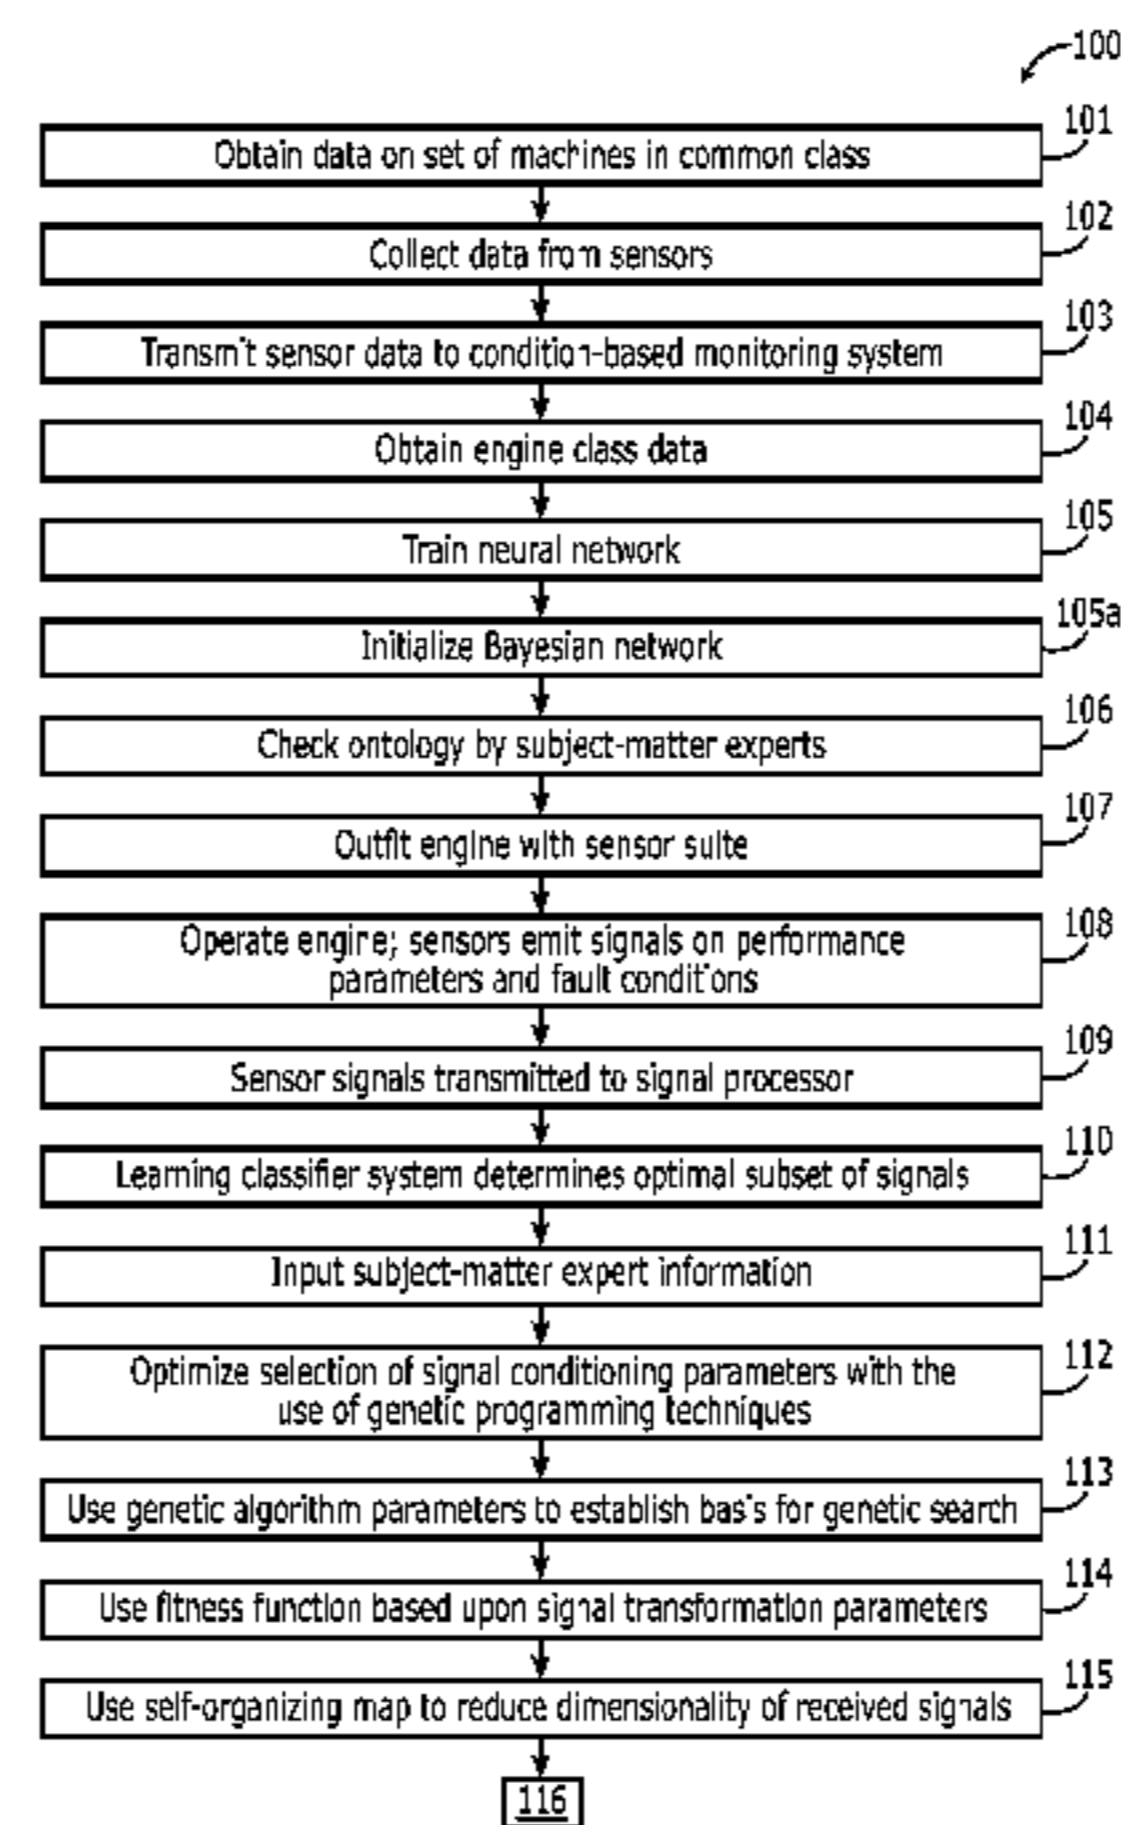 100
101
Obtain data on set of machines in common class
102
Collect data from sensors
103
Transmit sensor data to condition-based monitoring system
104
Obtain engine class data
105
Train neural network
105a
Initialize Bayesian network
106
Check ontology by subject-matter experts
107
Outfit engine with sensor suite
108
Operate engine; sensors emit signals on performance
parameters and fault conditions
109
Sensor signals transmitted to signal processor
110
Learning classifier system determines optimal subset of signals
111
Input subject-matter expert information
112
Optimize selection of signal conditioning parameters with the
use of genetic programming techniques
113
Use genetic algorithm parameters to establish basis for genetic search
114
Use fitness function based upon signal transformation parameters
115
Use self-organizing map to reduce dimensionality of received signals
116